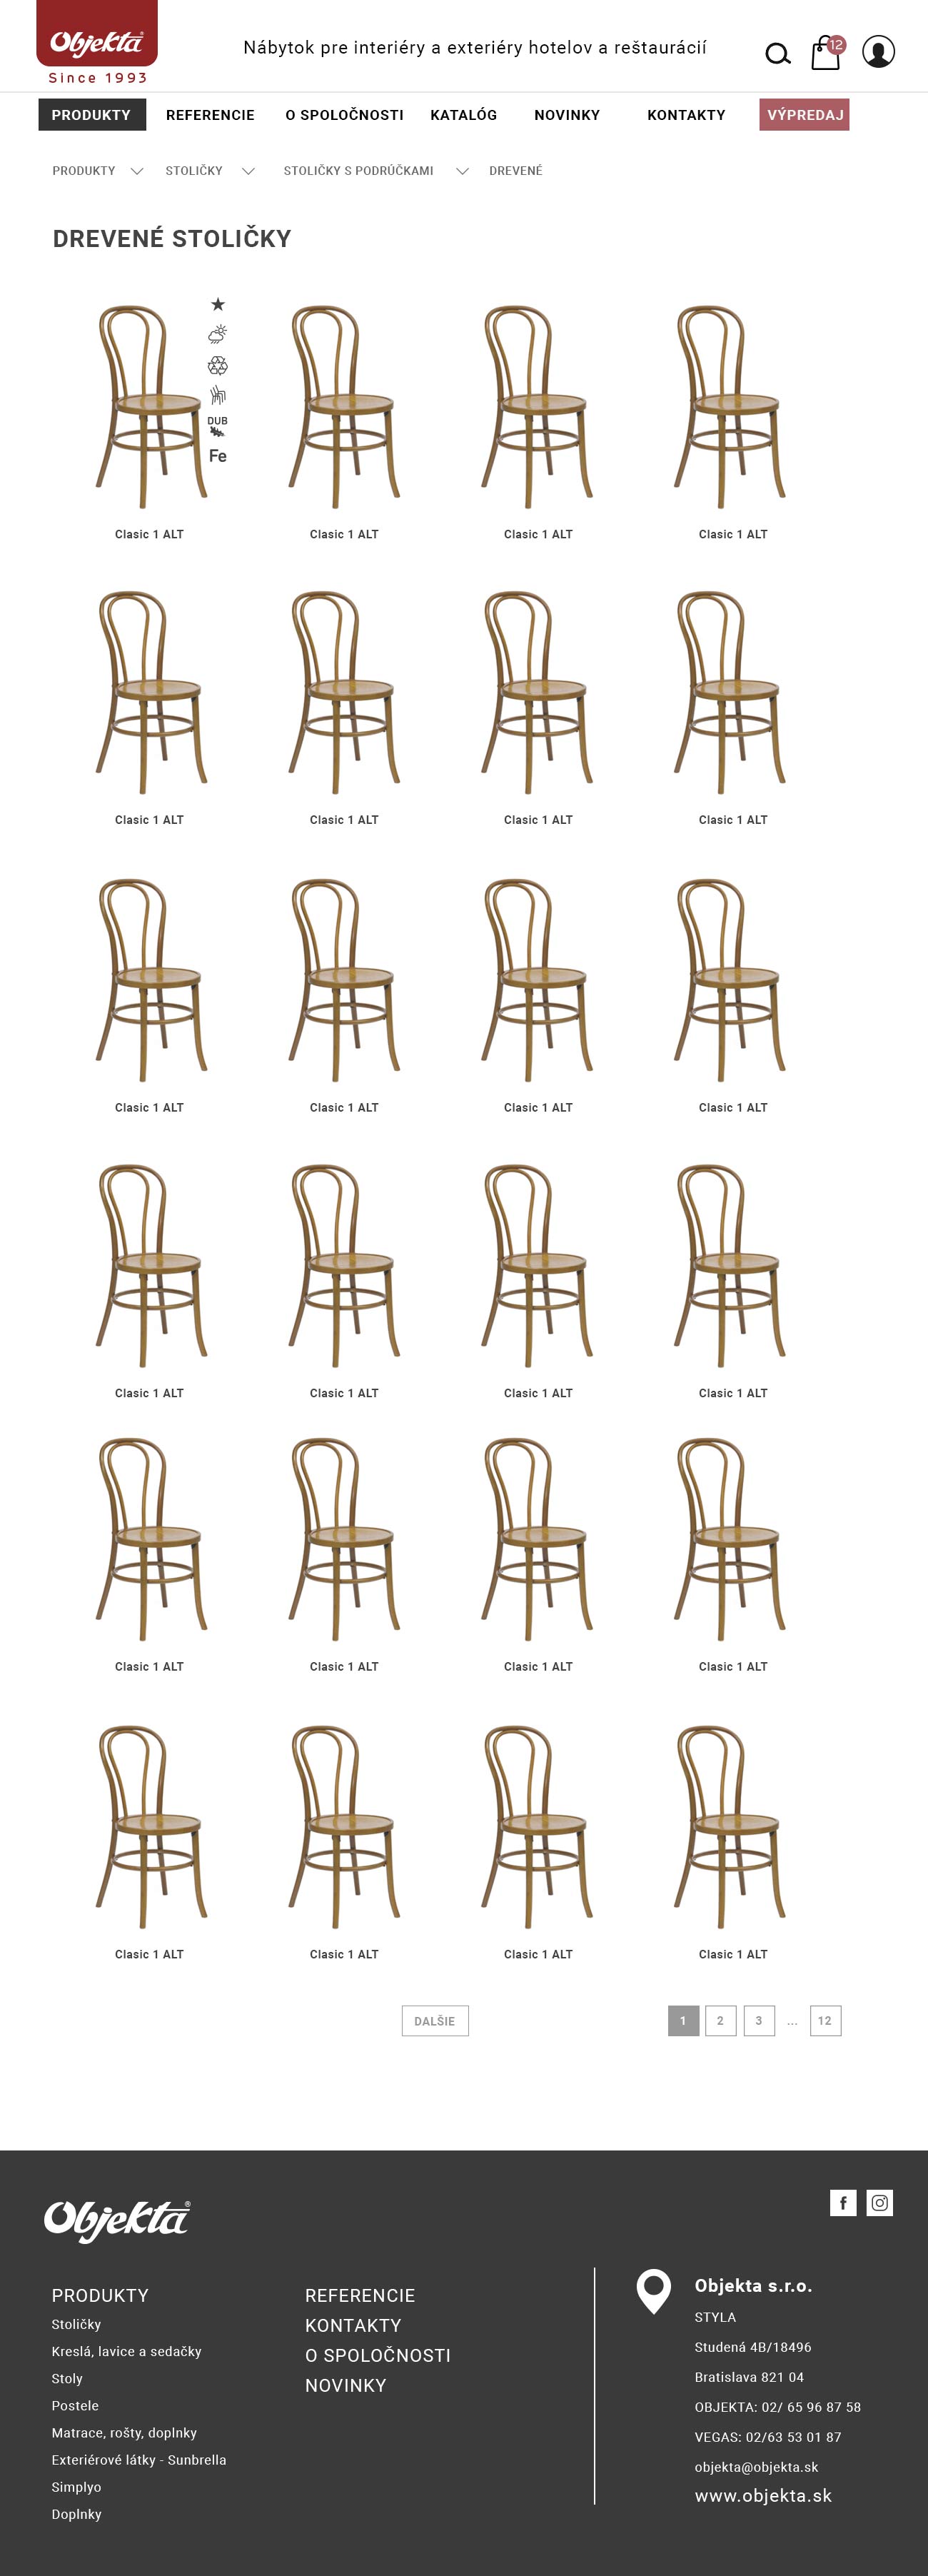 Objekta®
Since 1993
Nábytok pre interiéry a exteriéry hotelov a reštaurácií
12
PRODUKTY REFERENCIE O SPOLOČNOSTI KATALÓG NOVINKY KONTAKTY VÝPREDAJ
PRODUKTY STOLIČKY STOLIČKY S PODRÚČKAMI DREVENÉ
DREVENÉ STOLIČKY
DUB
Fe
Clasic 1 ALT Clasic 1 ALT Clasic 1 ALT Clasic 1 ALT
Clasic 1 ALT Clasic 1 ALT Clasic 1 ALT Clasic 1 ALT
Clasic 1 ALT Clasic 1 ALT Clasic 1 ALT Clasic 1 ALT
Clasic 1 ALT Clasic 1 ALT Clasic 1 ALT Clasic 1 ALT
Clasic 1 ALT Clasic 1 ALT Clasic 1 ALT Clasic 1 ALT
Clasic 1 ALT Clasic 1 ALT Clasic 1 ALT Clasic 1 ALT
DALŠIE 1 2 3 ... 12
Objekta®
PRODUKTY
Stoličky
Kreslá, lavice a sedačky
Stoly
Postele
Matrace, rošty, doplnky
Exteriérové látky - Sunbrella
Simplyo
Doplnky
REFERENCIE
KONTAKTY
O SPOLOČNOSTI
NOVINKY
Objekta s.r.o.
STYLA
Studená 4B/18496
Bratislava 821 04
OBJEKTA: 02/ 65 96 87 58
VEGAS: 02/63 53 01 87
objekta@objekta.sk
www.objekta.sk